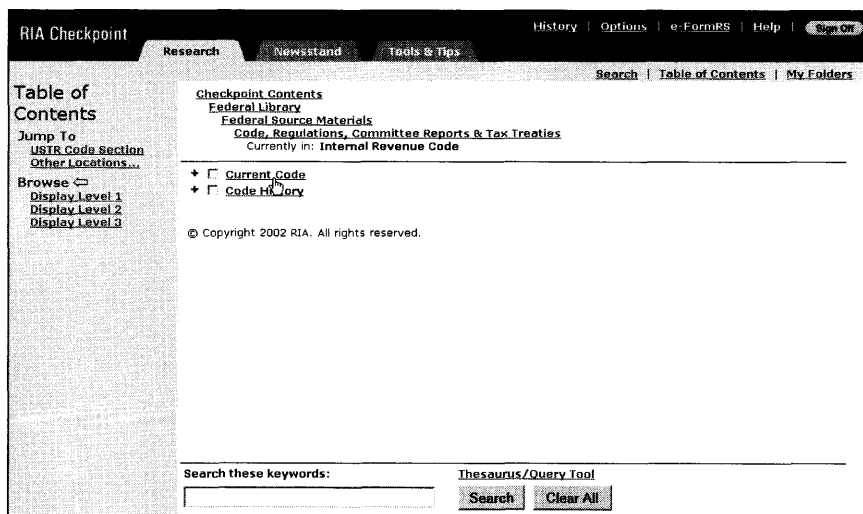 RIA Checkpoint
History | Options | e-FormRS | Help | Sign Off
Research Newsstand Tools & Tips
Search | Table of Contents | My Folders
Table of
Contents
Jump To
USTR Code Section
Other Locations...
Browse
Display Level 1
Display Level 2
Display Level 3
Checkpoint Contents
Federal Library
Federal Source Materials
Code, Regulations, Committee Reports & Tax Treaties
Currently in: Internal Revenue Code
Current Code
Code History
© Copyright 2002 RIA. All rights reserved.
Search these keywords:
Thesaurus/Query Tool
Search Clear All